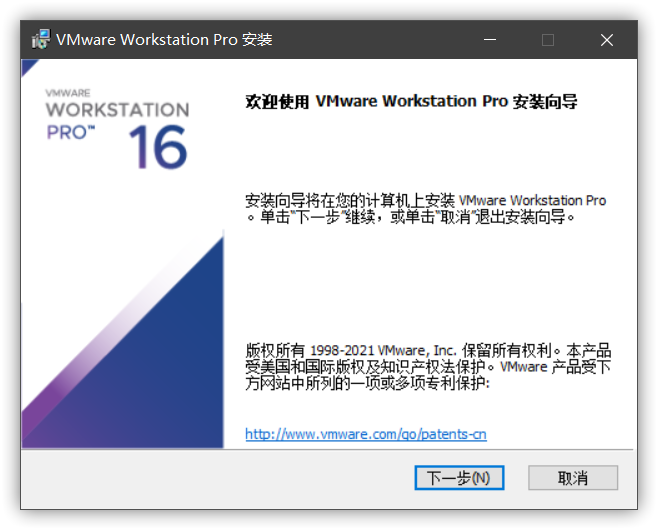 VMware Workstation Pro 安装
VMWARE
WORKSTATION
PRO™
16
欢迎使用 VMware Workstation Pro 安装向导
安装向导将在您的计算机上安装 VMware Workstation Pro
。单击“下一步”继续，或单击“取消”退出安装向导。
版权所有 1998-2021 VMware, Inc. 保留所有权利。本产品
受美国和国际版权及知识产权法保护。VMware 产品受下
方网站中所列的一项或多项专利保护:
http://www.vmware.com/go/patents-cn
下一步(N)
取消